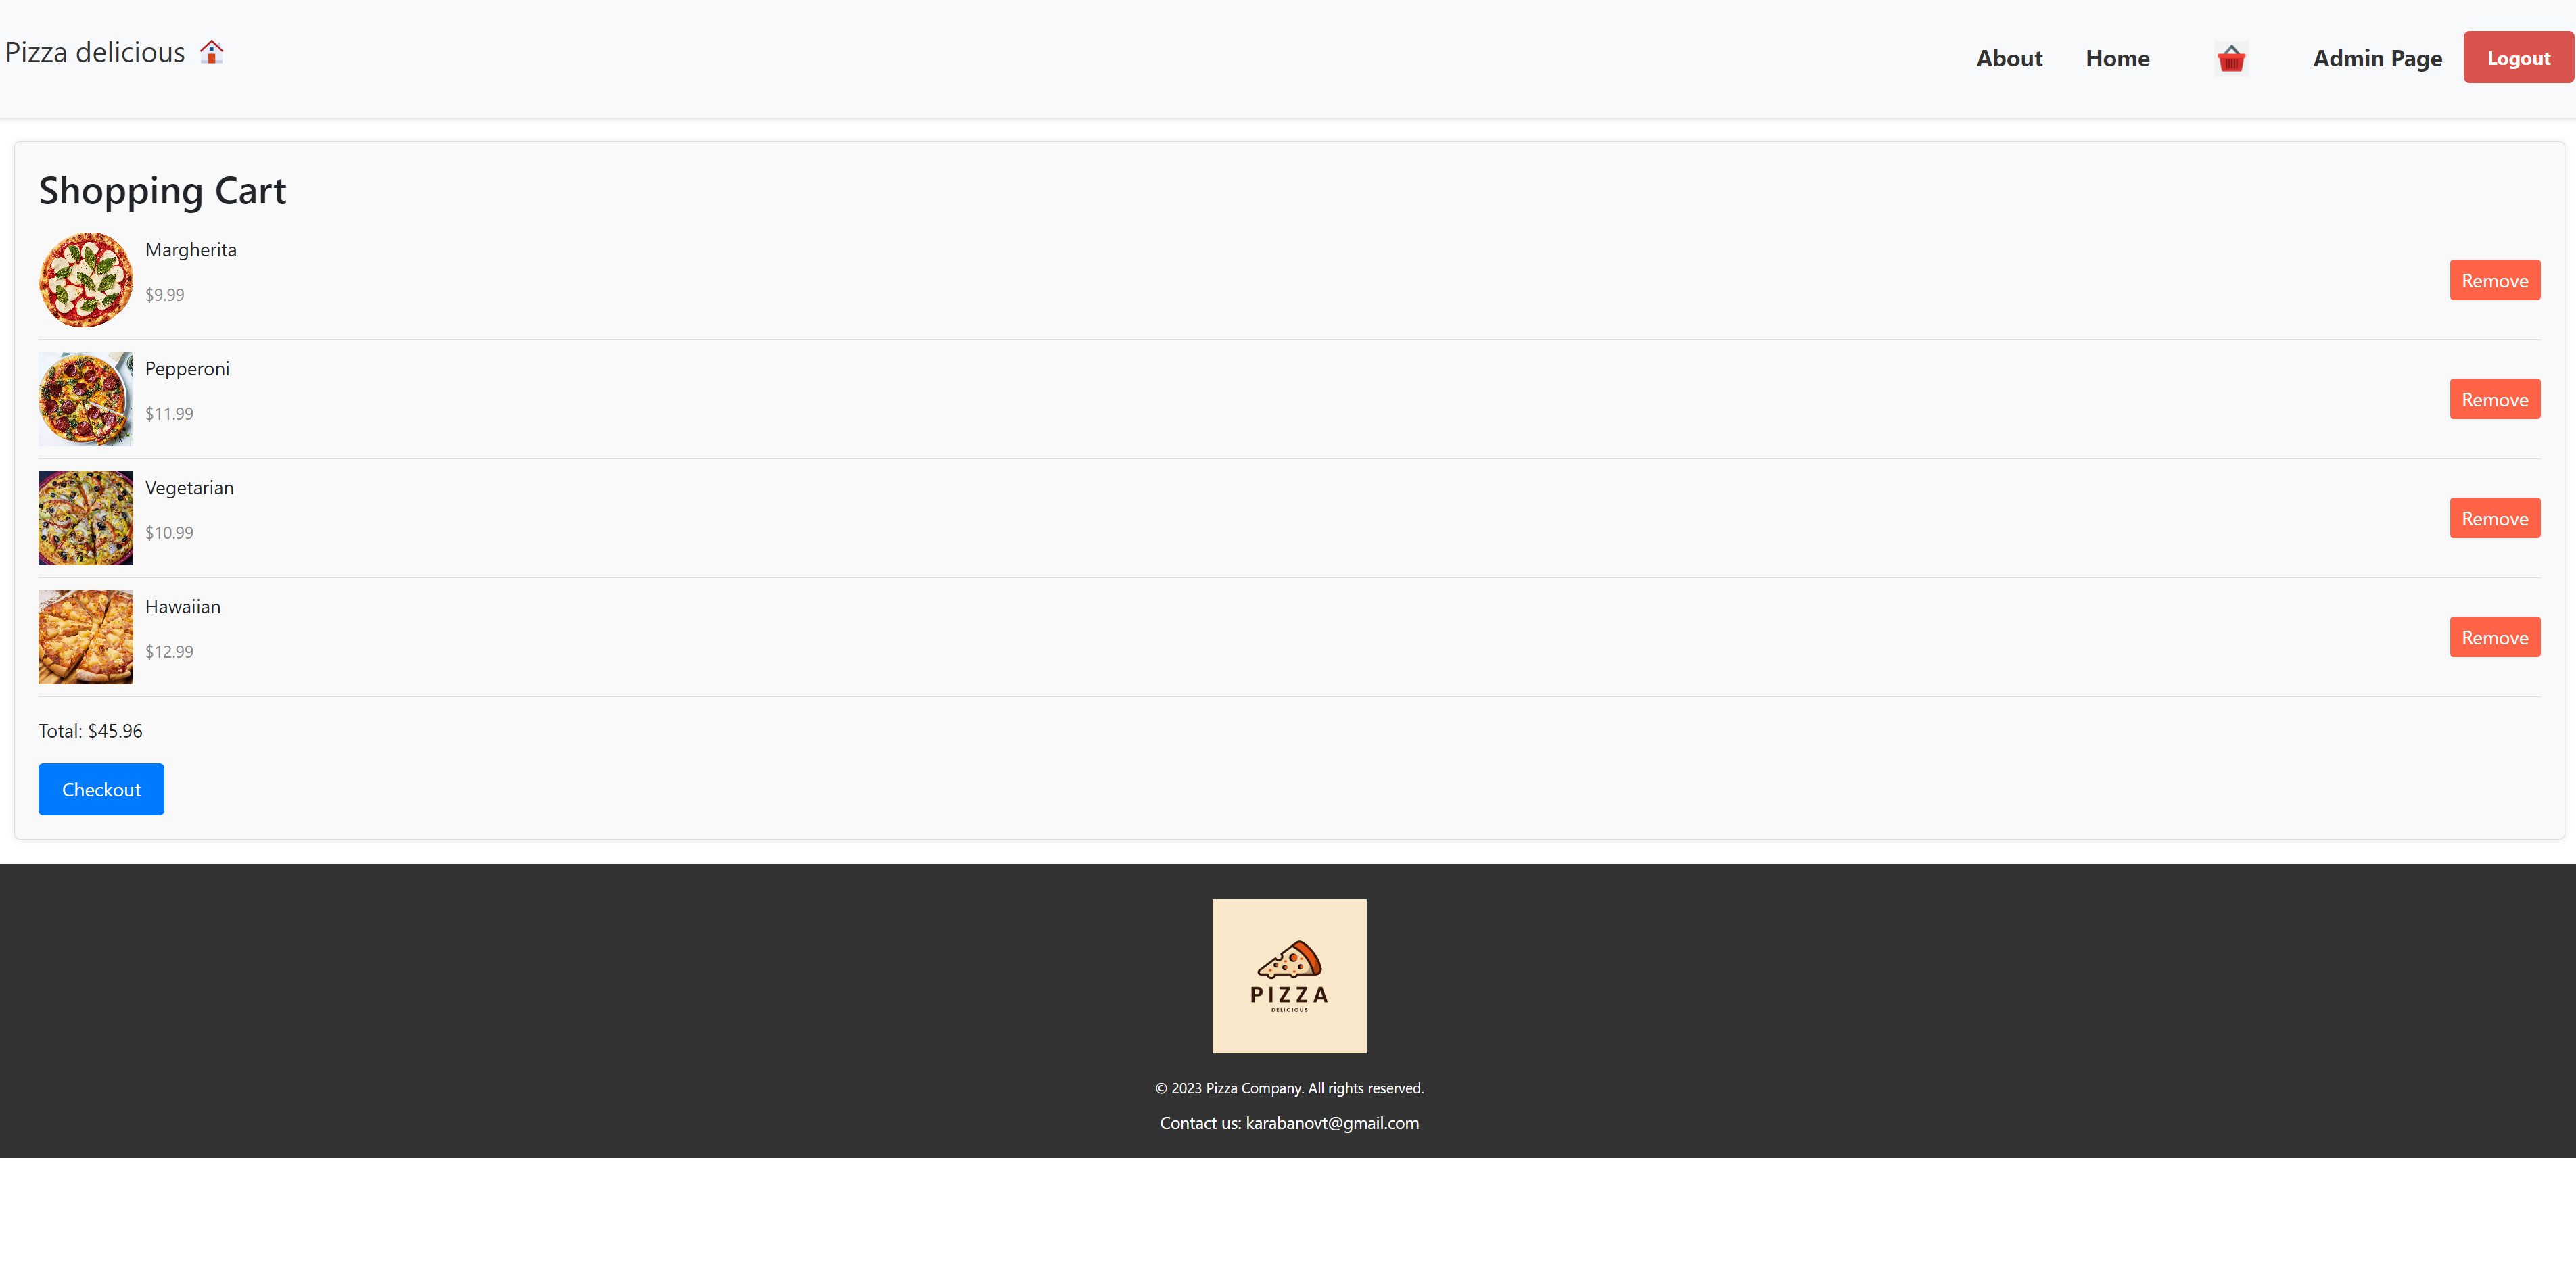 Pizza delicious
About Home Admin Page Logout
Shopping Cart
Margherita
$9.99
Remove
Pepperoni
$11.99
Remove
Vegetarian
$10.99
Remove
Hawaiian
$12.99
Remove
Total: $45.96
Checkout
PIZZA
DELICIOUS
© 2023 Pizza Company. All rights reserved.
Contact us: karabanovt@gmail.com